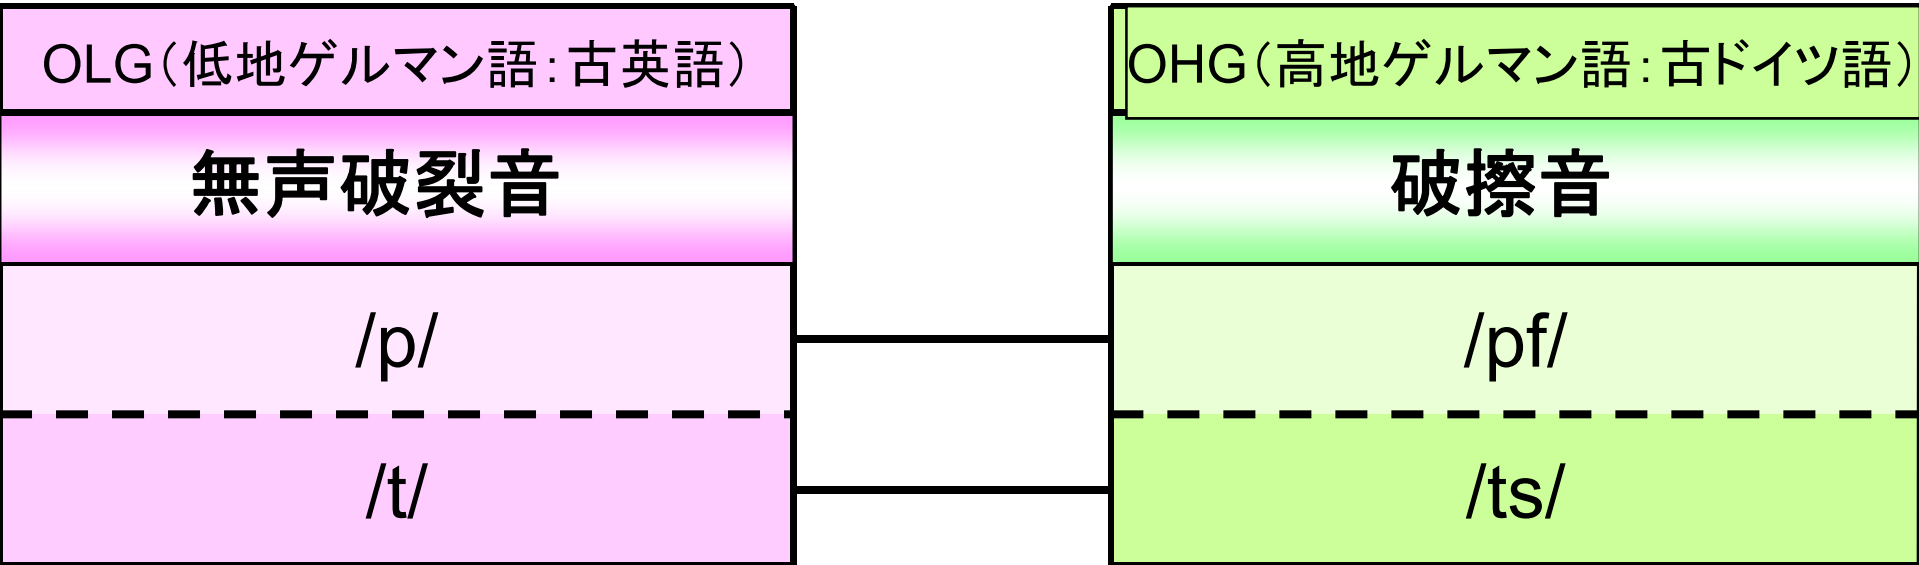 OLG（低地ゲルマン語：古英語）
無声破裂音
/p/
/t/
OHG（高地ゲルマン語：古ドイツ語）
破擦音
/pf/
/ts/